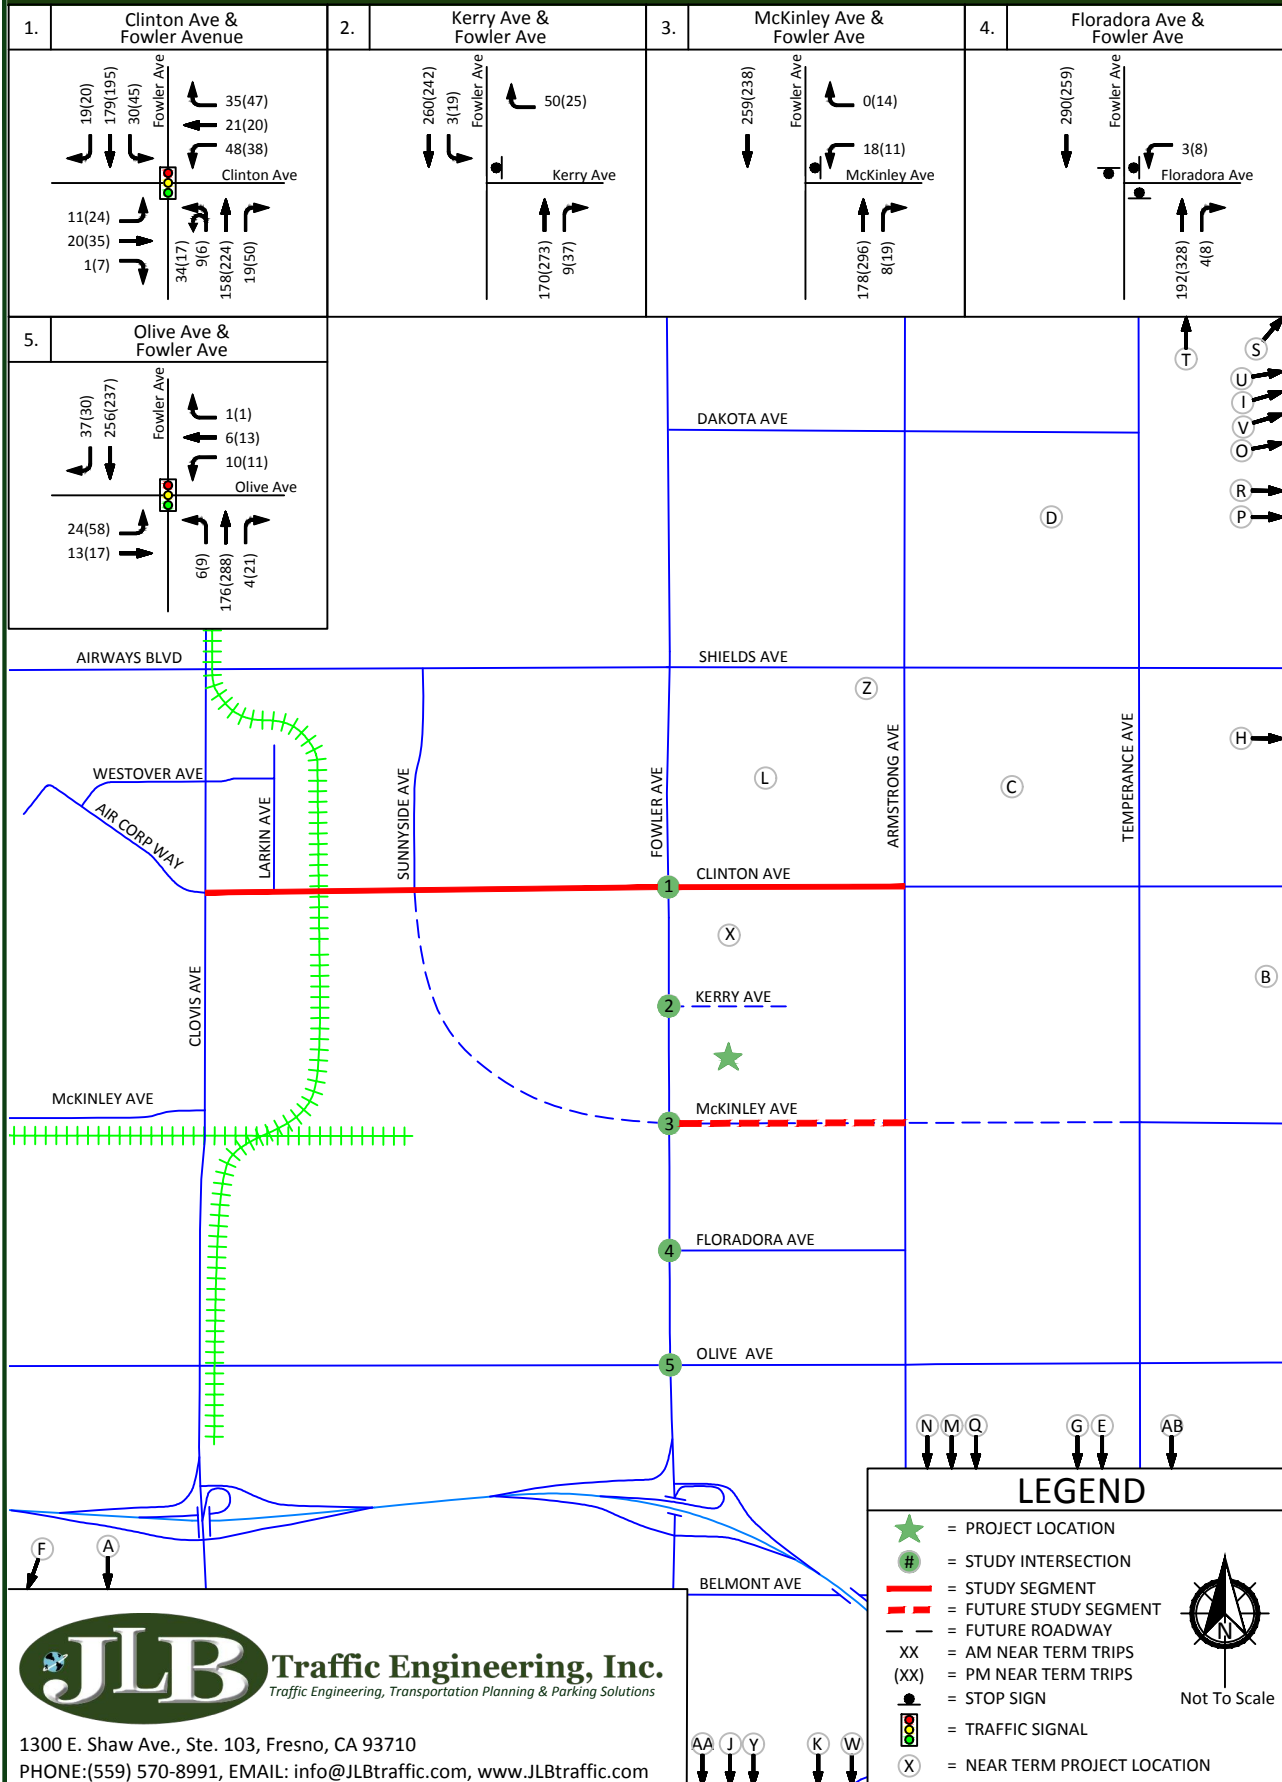 1.
Clinton Ave &
Fowler Avenue
19(20)
179(195)
30(45)
Fowler Ave
35(47)
21(20)
48(38)
Clinton Ave
11(24)
20(35)
1(7)
34(17)
9(6)
158(224)
19(50)
2.
Kerry Ave &
Fowler Ave
260(242)
3(19)
Fowler Ave
50(25)
Kerry Ave
170(273)
9(37)
3.
McKinley Ave &
Fowler Ave
259(238)
Fowler Ave
0(14)
18(11)
McKinley Ave
178(296)
8(19)
4.
Floradora Ave &
Fowler Ave
290(259)
Fowler Ave
3(8)
Floradora Ave
192(328)
4(8)
5.
Olive Ave &
Fowler Ave
37(30)
256(237)
Fowler Ave
1(1)
6(13)
10(11)
Olive Ave
24(58)
13(17)
6(9)
176(288)
4(21)
T
S
U
I
V
O
R
P
DAKOTA AVE
D
AIRWAYS BLVD
SHIELDS AVE
Z
H
WESTOVER AVE
AIR CORP WAY
LARKIN AVE
SUNNYSIDE AVE
FOWLER AVE
L
ARMSTRONG AVE
C
TEMPERANCE AVE
1
CLINTON AVE
X
B
CLOVIS AVE
2
KERRY AVE
McKINLEY AVE
3
McKINLEY AVE
4
FLORADORA AVE
5
OLIVE AVE
N
M
Q
G
E
AB
F
A
BELMONT AVE
LEGEND
= PROJECT LOCATION
# = STUDY INTERSECTION
= STUDY SEGMENT
= FUTURE STUDY SEGMENT
= FUTURE ROADWAY
XX = AM NEAR TERM TRIPS
(XX) = PM NEAR TERM TRIPS
= STOP SIGN
= TRAFFIC SIGNAL
X = NEAR TERM PROJECT LOCATION
N
Not To Scale
JLB
Traffic Engineering, Inc.
Traffic Engineering, Transportation Planning & Parking Solutions
1300 E. Shaw Ave., Ste. 103, Fresno, CA 93710
PHONE:(559) 570-8991, EMAIL: info@JLBtraffic.com, www.JLBtraffic.com
AA
J
Y
K
W